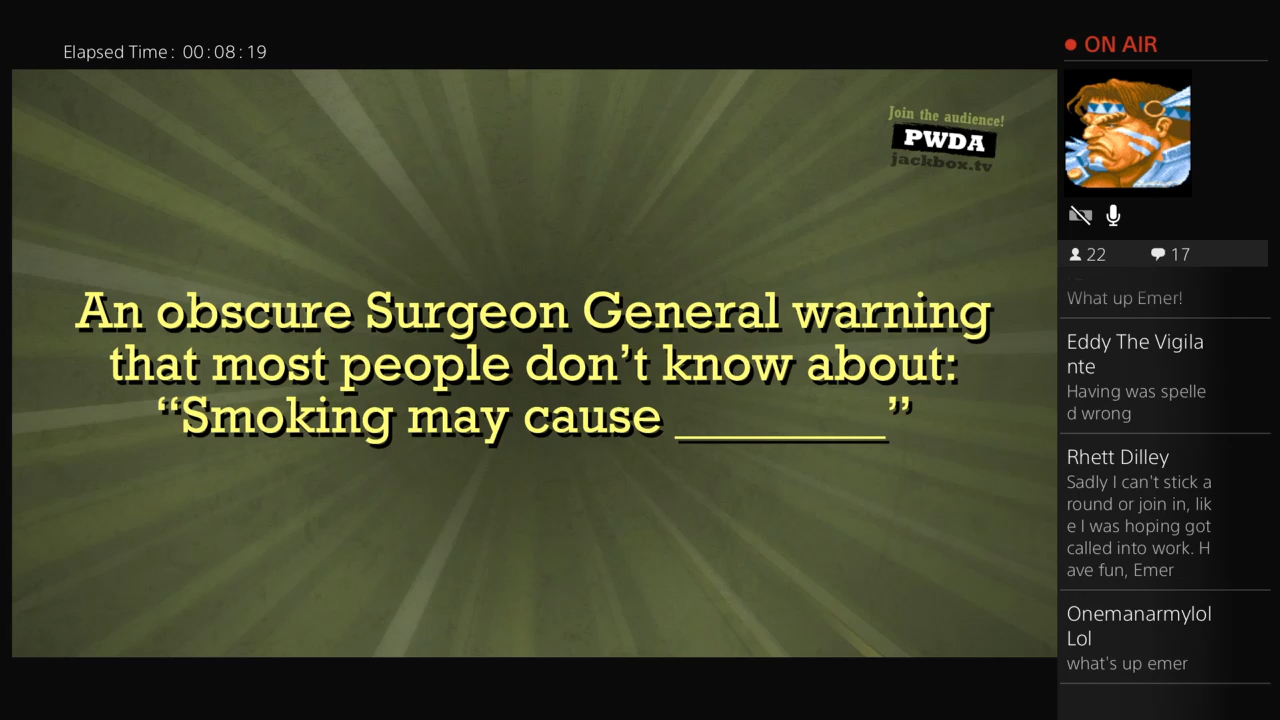 Elapsed Time: 00:08:19
ON AIR
Join the audience!
PWDA
jackbox.tv
An obscure Surgeon General warning
that most people don’t know about:
“Smoking may cause ________”
22
17
What up Emer!
Eddy The Vigila
nte
Having was spelle
d wrong
Rhett Dilley
Sadly I can't stick a
round or join in, lik
e I was hoping got
called into work. H
ave fun, Emer
Onemanarmylol
Lol
what's up emer